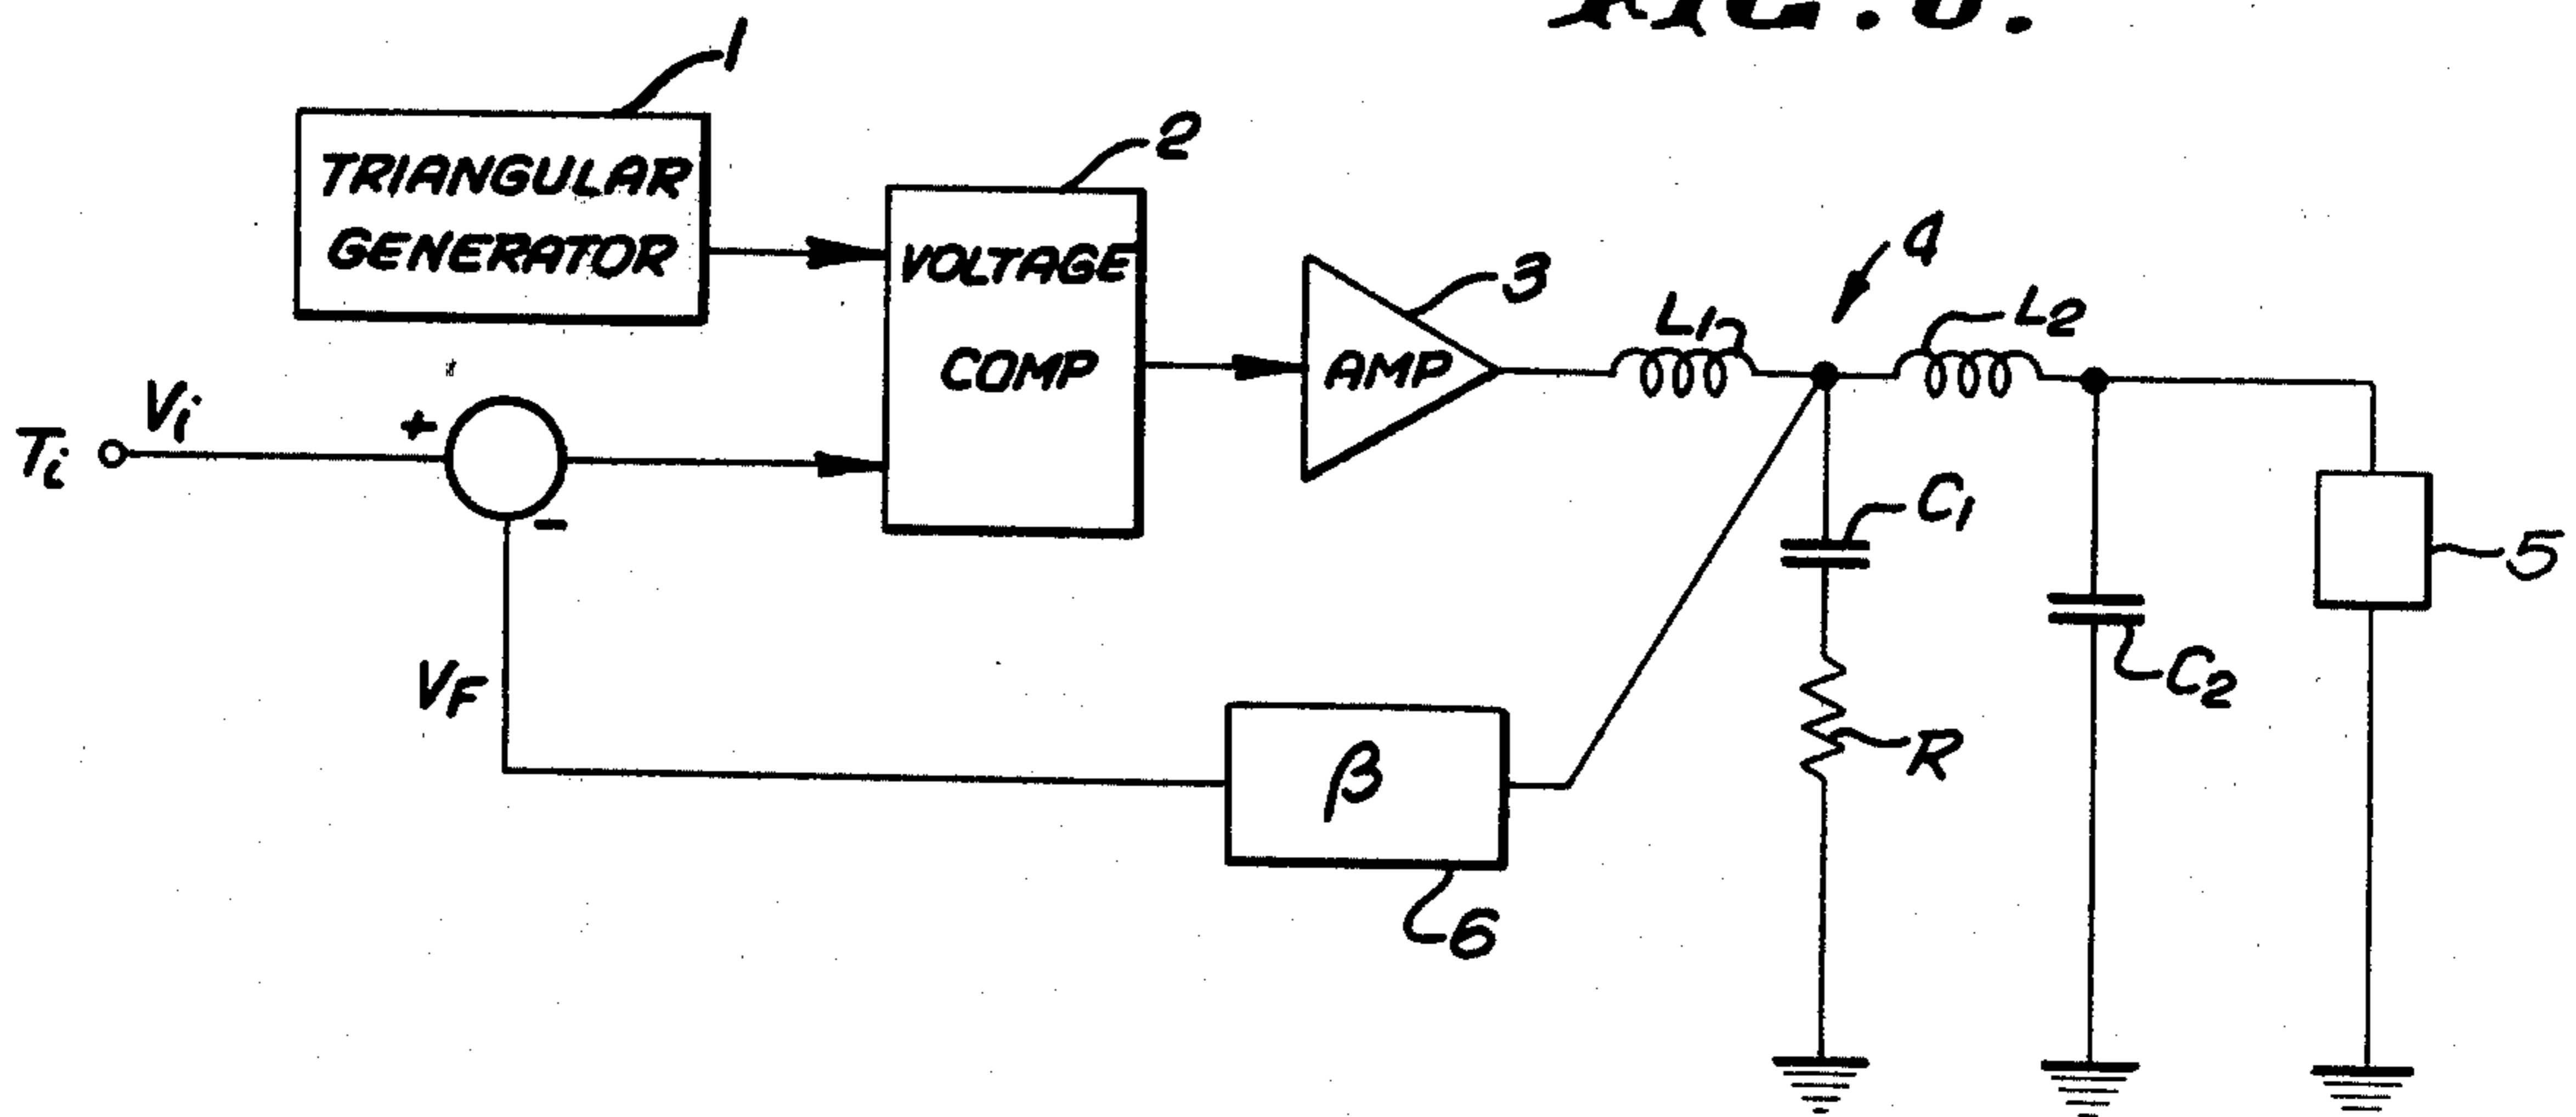 1
TRIANGULAR
GENERATOR
2
VOLTAGE
COMP
3
AMP
4
L1
L2
Ti
Vi
+
-
C1
5
C2
R
VF
β
6